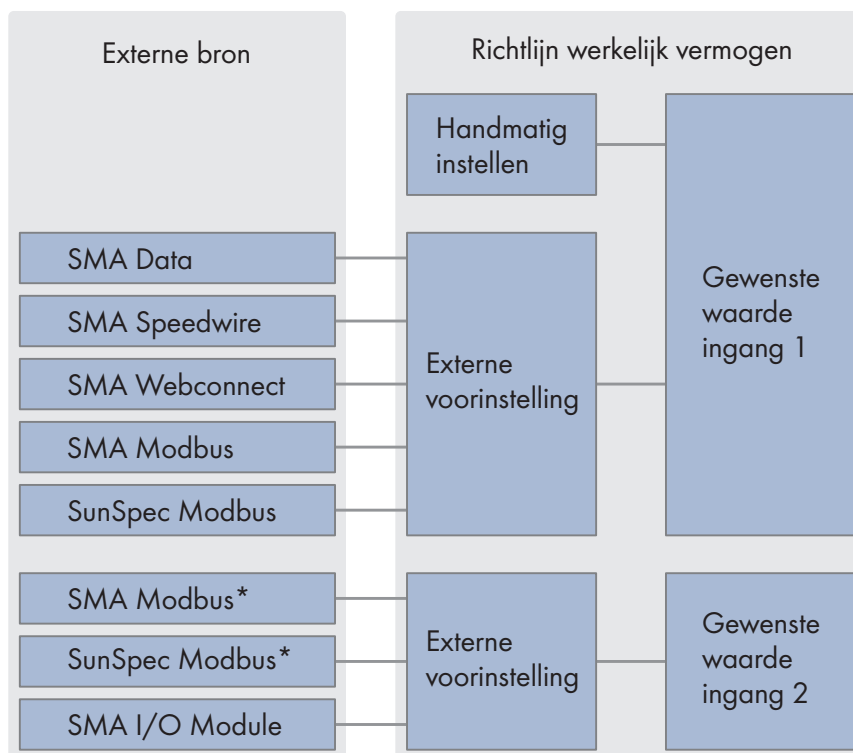 Externe bron
Richtlijn werkelijk vermogen
Handmatig
instellen
SMA Data
SMA Speedwire
SMA Webconnect
SMA Modbus
SunSpec Modbus
Externe
voorinstelling
Gewenste
waarde
ingang 1
SMA Modbus*
SunSpec Modbus*
SMA I/O Module
Externe
voorinstelling
Gewenste
waarde
ingang 2